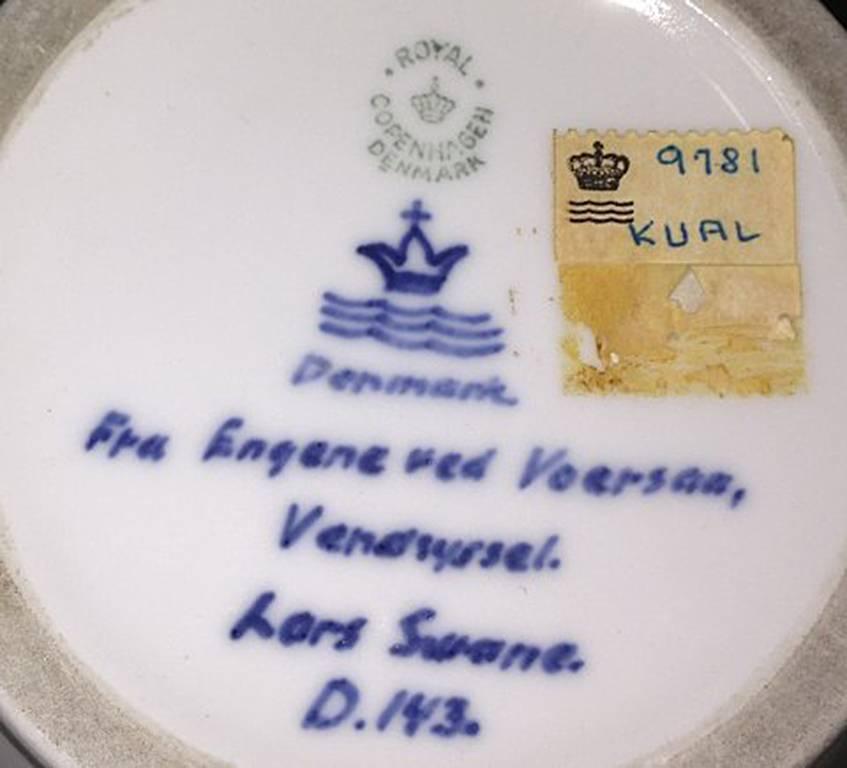 ROYAL
COPENHAGEN
DENMARK
9781
KUAL
Denmark
Fra Engene ved Voersaa,
Vendsyssel.
Lars Swane.
D.143.